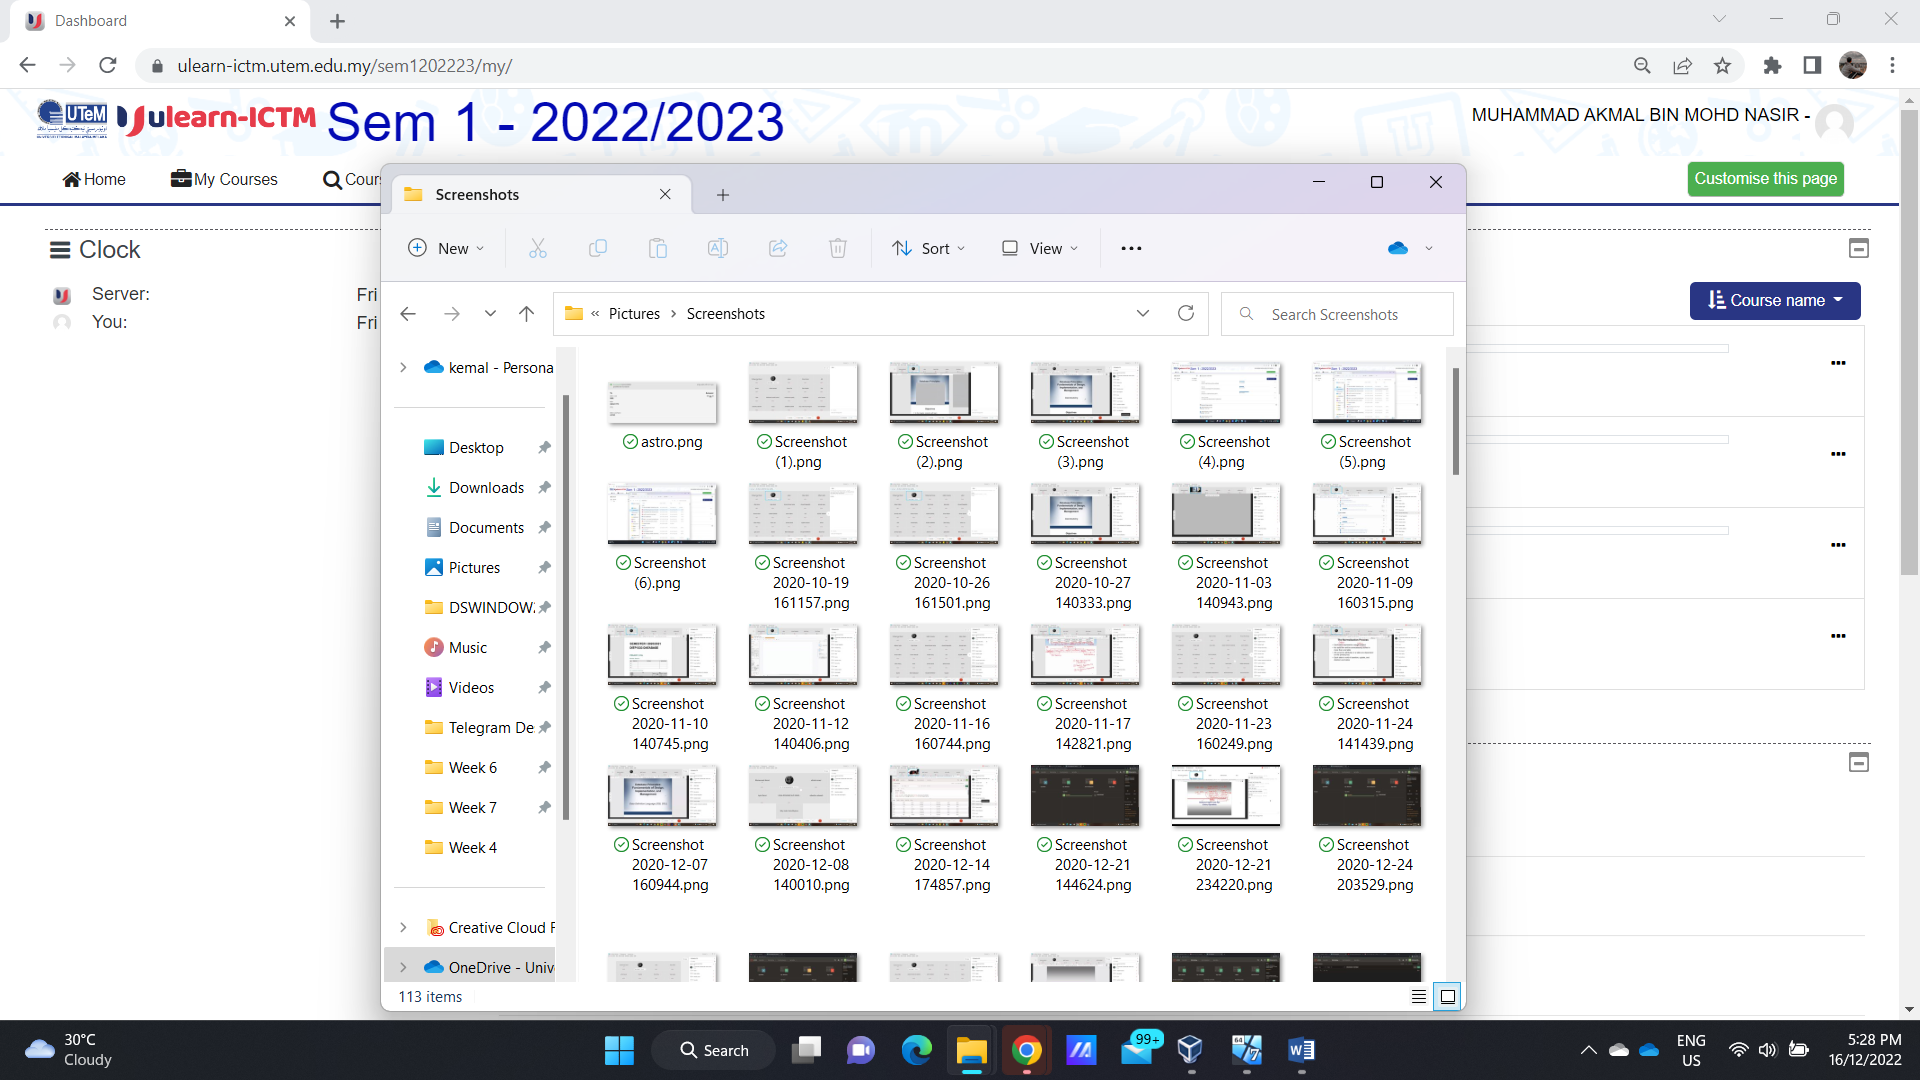 Dashboard
ulearn-ictm.utem.edu.my/sem1202223/my/
UTeM
ulearn-ICTM
Sem 1 - 2022/2023
MUHAMMAD AKMAL BIN MOHD NASIR -
Home
My Courses
Cour
Customise this page
Clock
Server:
Fri
You:
Fri
Course name
Screenshots
New
Sort
View
Pictures
Screenshots
Search Screenshots
kemal - Persona
Desktop
Downloads
Documents
Pictures
DSWINDOW
Music
Videos
Telegram De
Week 6
Week 7
Week 4
Creative Cloud F
OneDrive - Univ
astro.png
Screenshot
(1).png
Screenshot
(2).png
Screenshot
(3).png
Screenshot
(4).png
Screenshot
(5).png
Screenshot
(6).png
Screenshot
2020-10-19
161157.png
Screenshot
2020-10-26
161501.png
Screenshot
2020-10-27
140333.png
Screenshot
2020-11-03
140943.png
Screenshot
2020-11-09
160315.png
Screenshot
2020-11-10
140745.png
Screenshot
2020-11-12
140406.png
Screenshot
2020-11-16
160744.png
Screenshot
2020-11-17
142821.png
Screenshot
2020-11-23
160249.png
Screenshot
2020-11-24
141439.png
Screenshot
2020-12-07
160944.png
Screenshot
2020-12-08
140010.png
Screenshot
2020-12-14
174857.png
Screenshot
2020-12-21
144624.png
Screenshot
2020-12-21
234220.png
Screenshot
2020-12-24
203529.png
113 items
30°C
Cloudy
Search
99+
64
ENG
US
5:28 PM
16/12/2022